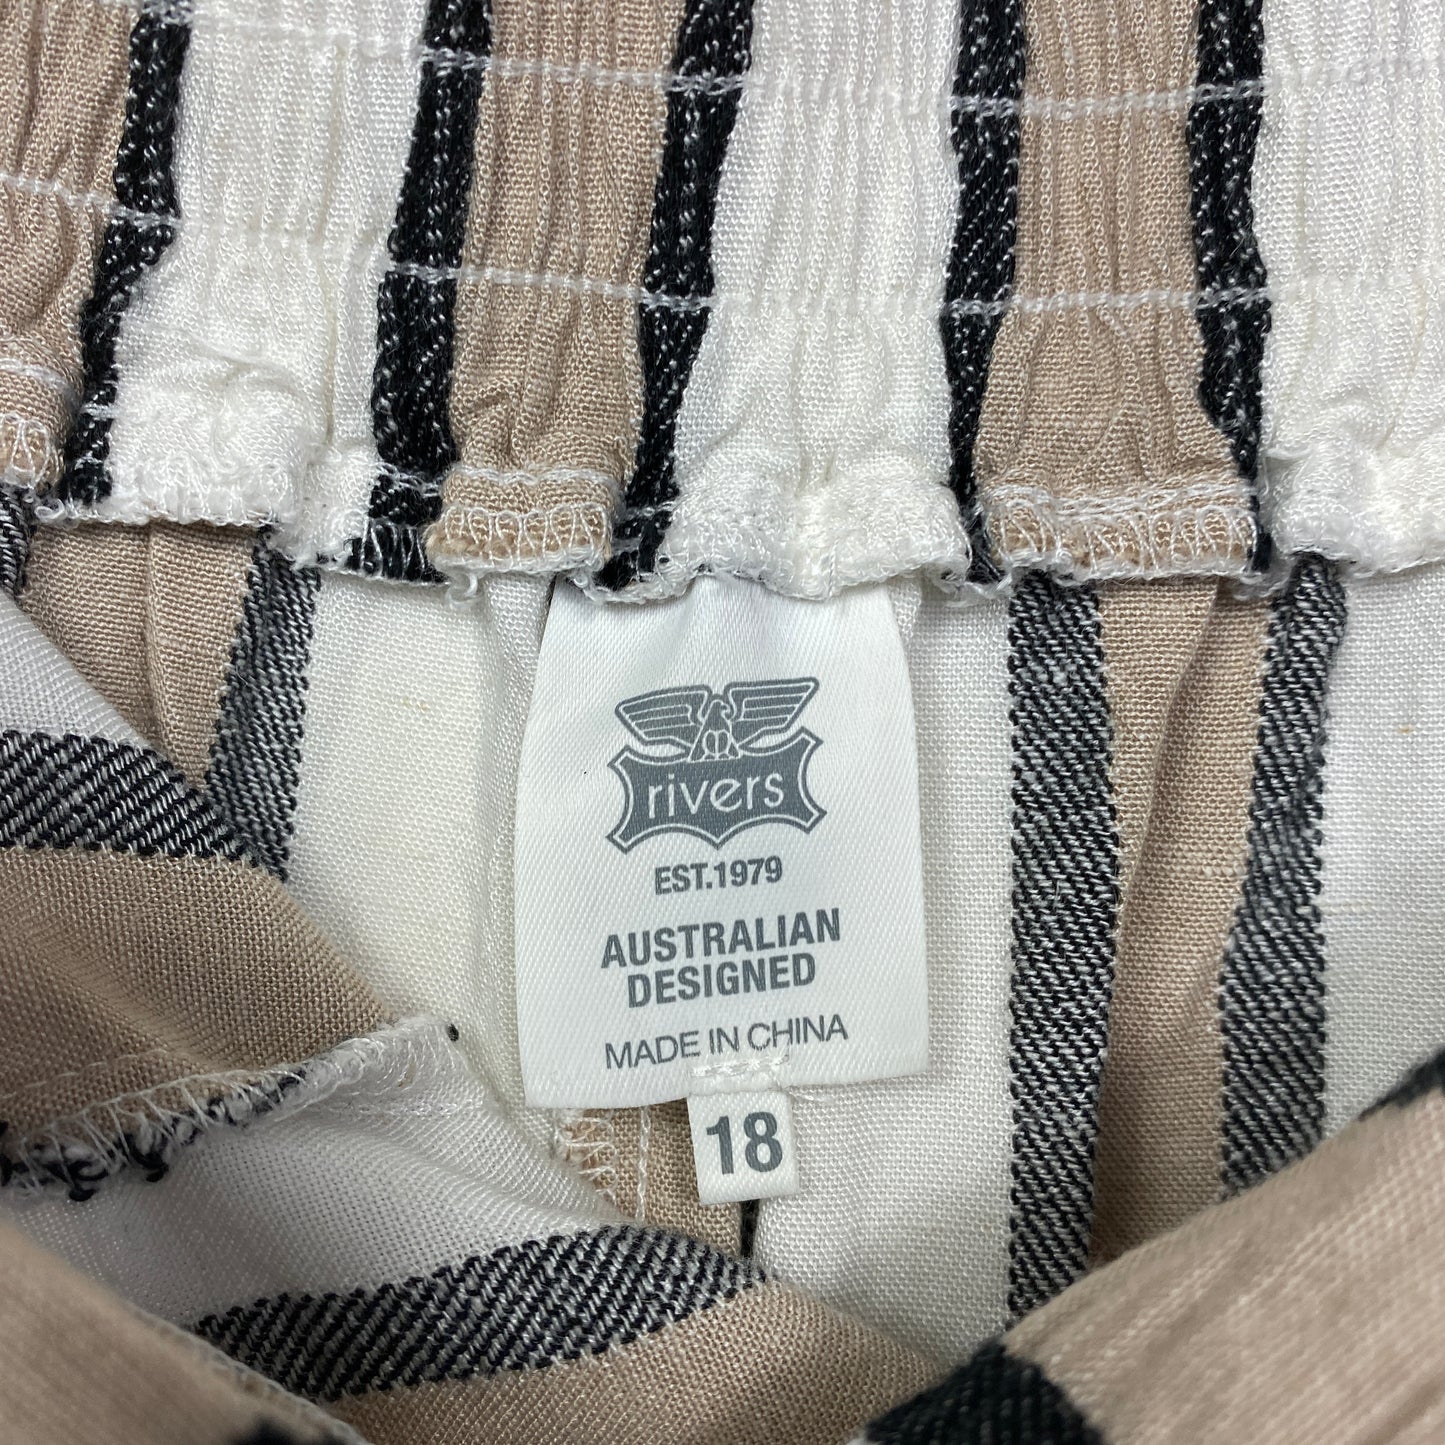 rivers
EST.1979
AUSTRALIAN
DESIGNED
MADE IN CHINA
18